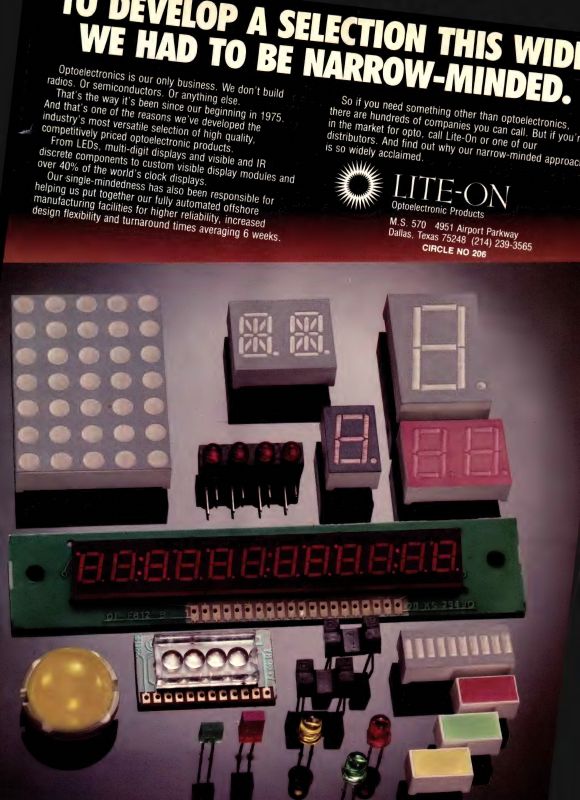 TO DEVELOP A SELECTION THIS WIDE
WE HAD TO BE NARROW-MINDED.
Optoelectronics is our only business. We don't build
radios. Or semiconductors. Or anything else.
That's the way it's been since our beginning in 1975.
And that's one of the reasons we've developed the
industry's most versatile selection of high quality,
competitively priced optoelectronic products.
From LEDs, multi-digit displays and visible and IR
discrete components to custom visible display modules and
over 40% of the world's clock displays.
Our single-mindedness has also been responsible for
helping us put together our fully automated offshore
manufacturing facilities for higher reliability, increased
design flexibility and turnaround times averaging 6 weeks.
So if you need something other than optoelectronics,
there are hundreds of companies you can call. But if you're
in the market for opto, call Lite-On or one of our
distributors. And find out why our narrow-minded approach
is so widely acclaimed.
LITE-ON
Optoelectronic Products
M.S. 570 4951 Airport Parkway
Dallas, Texas 75248 (214) 239-3565
CIRCLE NO 206